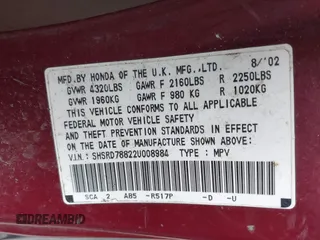 MFD.BY HONDA OF THE U.K. MFG.,LTD. 8/'02
GVWR 4320LBS GAWR F 2160LBS R 2250LBS
GVWR 1960KG GAWR F 980 KG R 1020KG
THIS VEHICLE CONFORMS TO ALL APPLICABLE
FEDERAL MOTOR VEHICLE SAFETY AND THEFT
PREVENTION STANDARDS IN EFFECT ON THE
DATE OF MANUFACTURE SHOWN ABOVE.
V.I.N.: SHSRD78822U008984 TYPE : MPV
SCA 2 ABS -R517P -D -U
DREAMBID